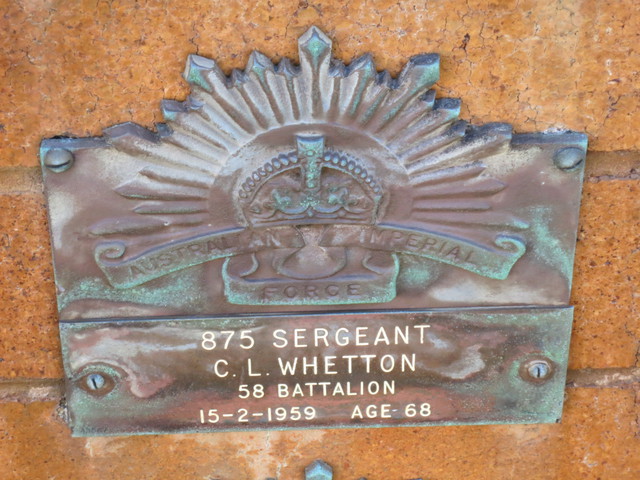 AUSTRALIAN IMPERIAL
FORCE
875 SERGEANT
C. L. WHETTON
58 BATTALION
15-2-1959 AGE 68